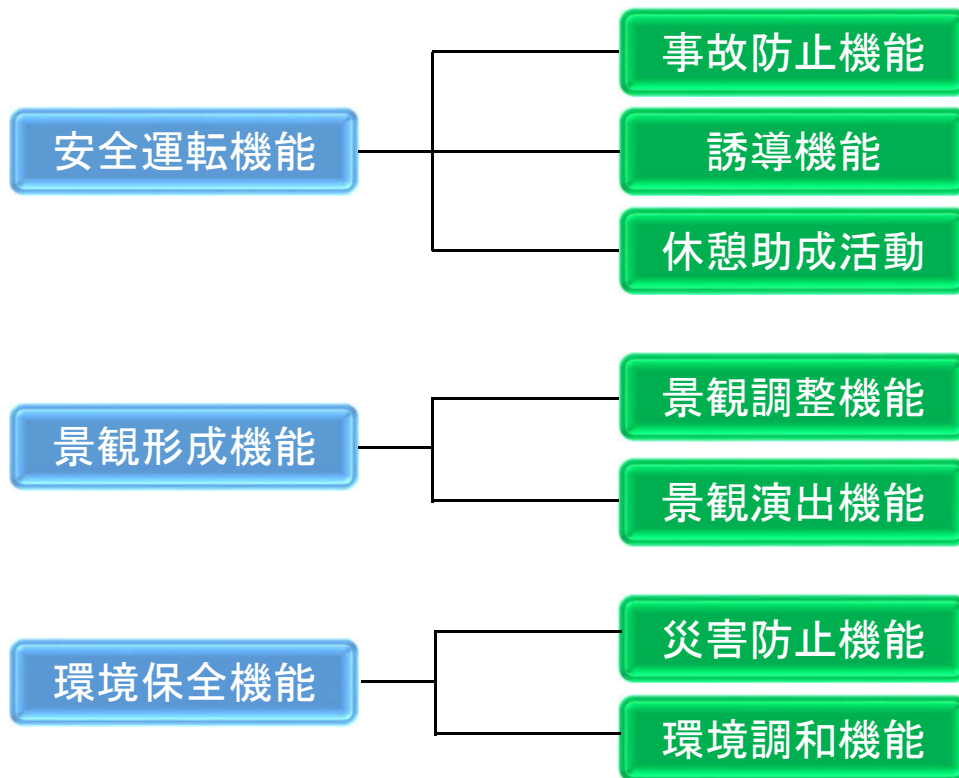 安全運転機能
事故防止機能
誘導機能
休憩助成活動
景観形成機能
景観調整機能
景観演出機能
環境保全機能
災害防止機能
環境調和機能